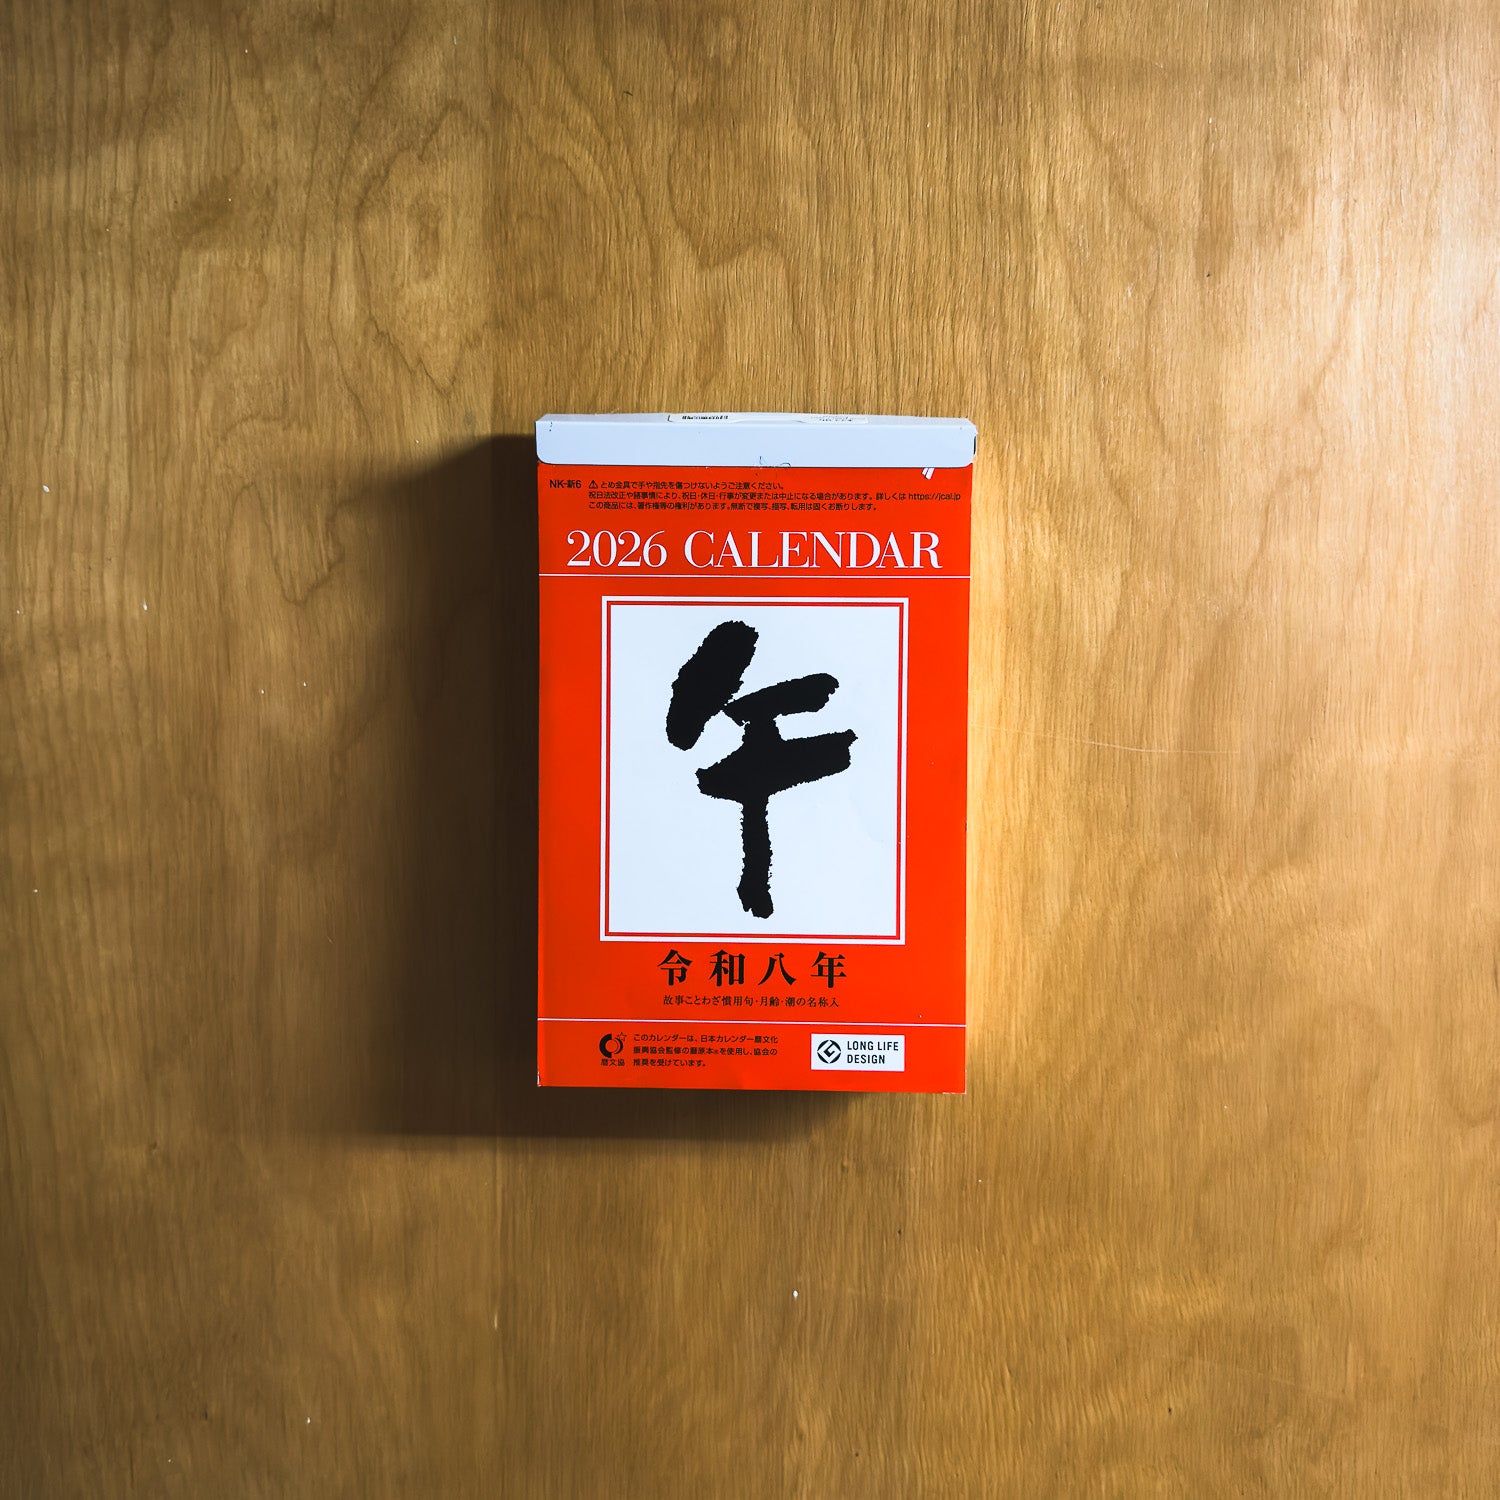 NK-新6 ⚠ とめ金具で手や指先を傷つけないようご注意ください。
祝日法改正や諸事情により、祝日・休日・行事が変更または中止になる場合があります。詳しくは https://jcal.jp
この商品には、著作権等の権利があります。無断で複写、複写、転用は固くお断りします。
2026 CALENDAR
午
令和八年
故事ことわざ慣用句・月齢・潮の名称入
このカレンダーは、日本カレンダー暦文化
振興協会監修の暦原本®を使用し、協会の
推奨を受けています。
暦文協
LONG LIFE
DESIGN